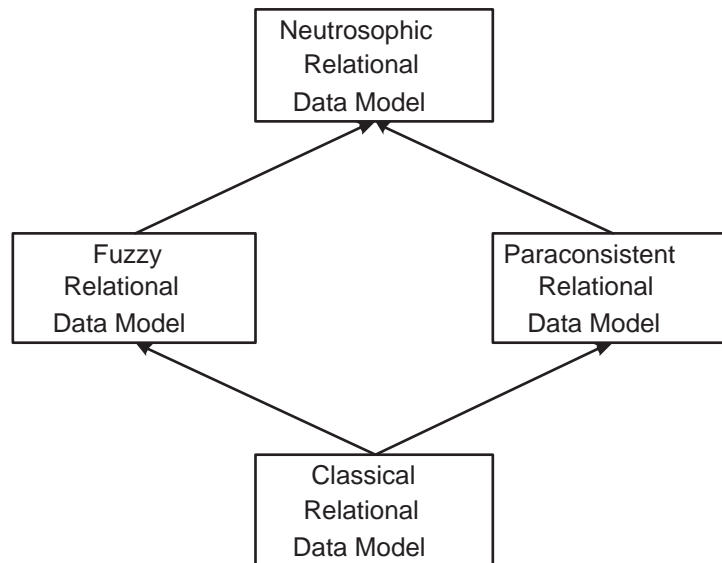 Neutrosophic
Relational
Data Model
Fuzzy
Relational
Data Model
Paraconsistent
Relational
Data Model
Classical
Relational
Data Model